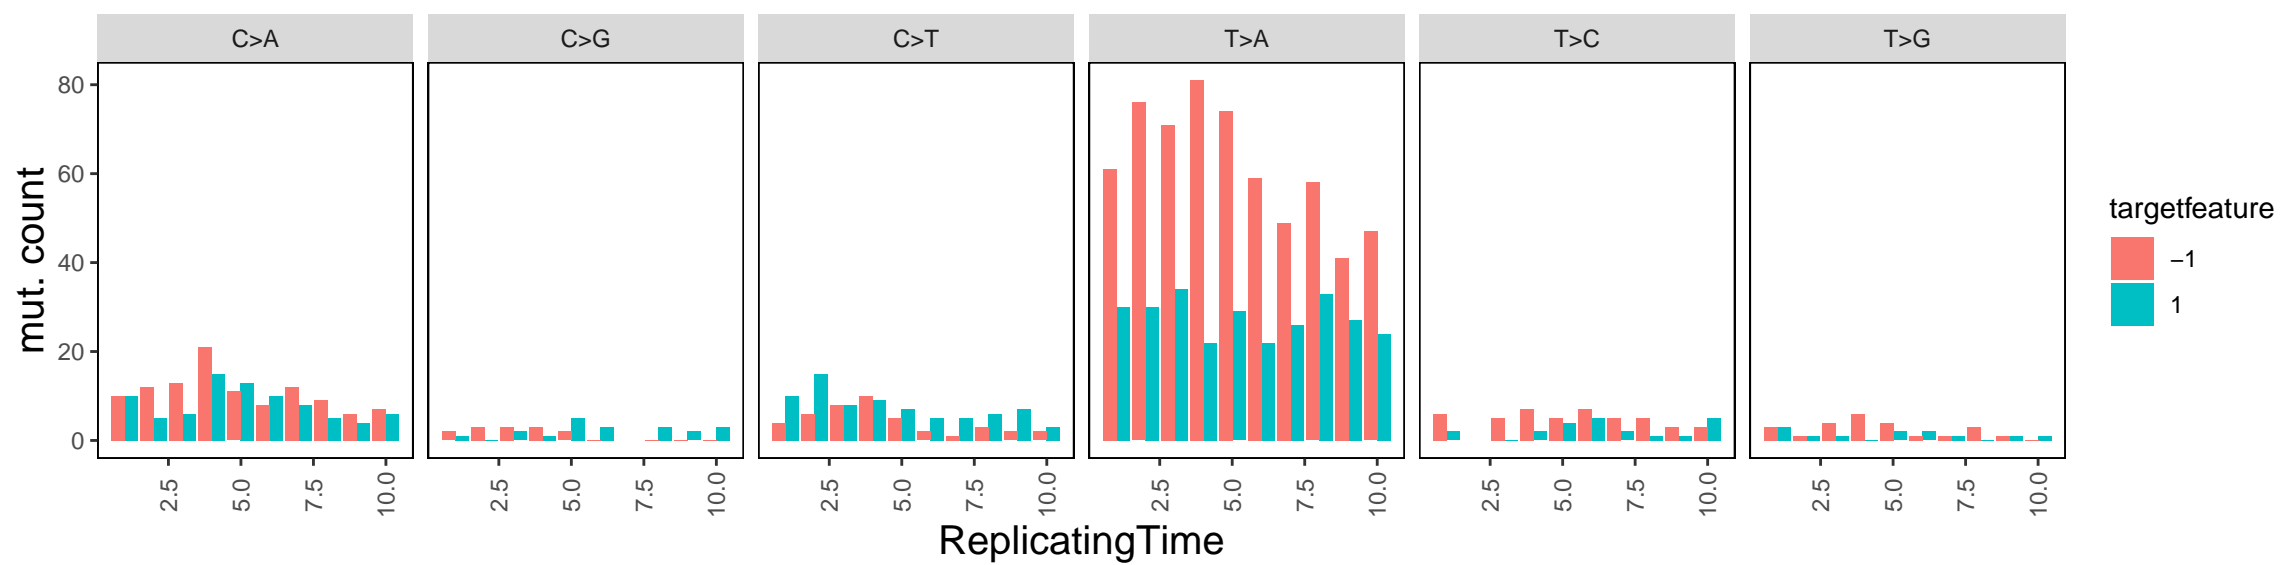 C>A C>G C>T T>A T>C T>G
80
60
40
20
0
mut. count
2.5 5.0 7.5 10.0 2.5 5.0 7.5 10.0 2.5 5.0 7.5 10.0 2.5 5.0 7.5 10.0 2.5 5.0 7.5 10.0 2.5 5.0 7.5 10.0
ReplicatingTime
targetfeature
−1
1